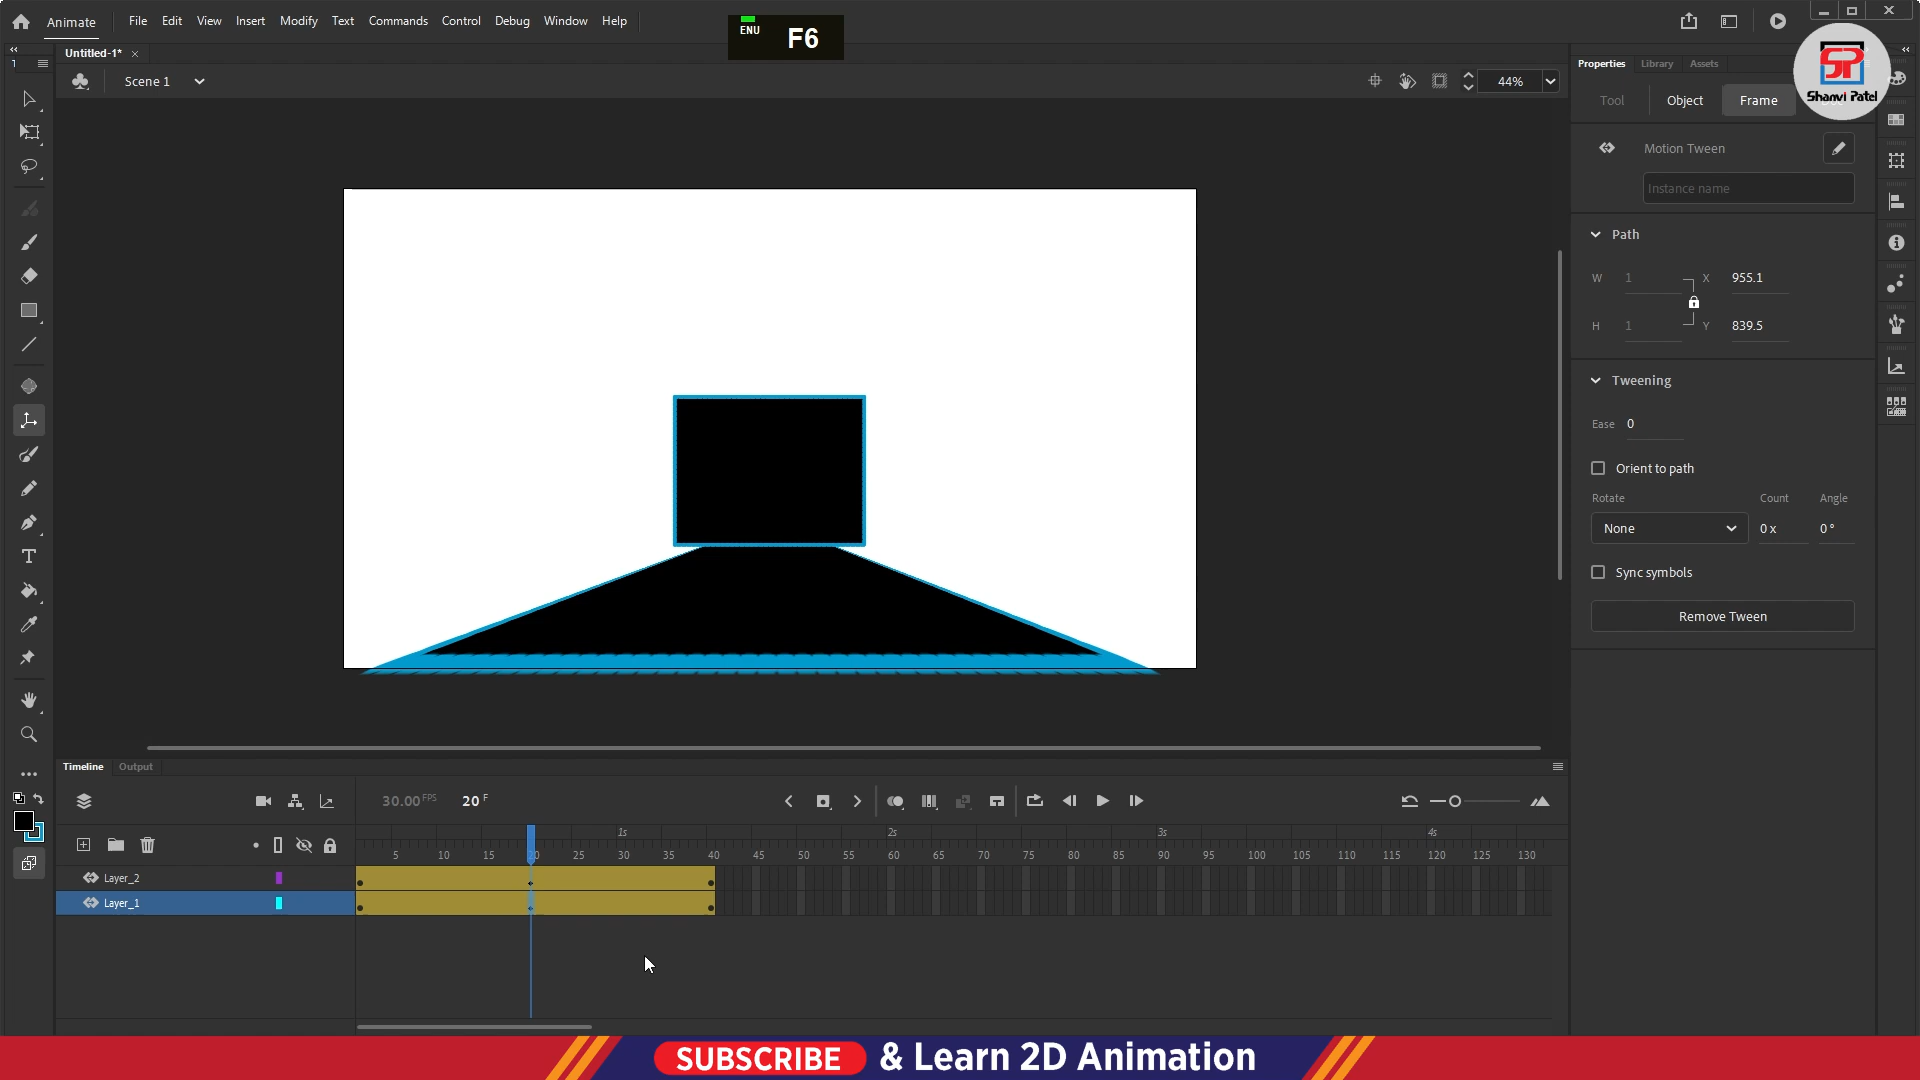 Animate
File Edit View Insert Modify Text Commands Control Debug Window Help
ENU F6
Untitled-1*
Scene 1
44%
Properties Library Assets
SP
Shanvi Patel
Tool Object Frame
Motion Tween
Instance name
Path
W 1 X 955.1
H 1 Y 839.5
Tweening
Ease 0
Orient to path
Rotate Count Angle
None 0 x 0°
Sync symbols
Remove Tween
Timeline Output
30.00 FPS 20 F
1s 2s 3s 4s
5 10 15 20 25 30 35 40 45 50 55 60 65 70 75 80 85 90 95 100 105 110 115 120 125 130
Layer_2
Layer_1
SUBSCRIBE & Learn 2D Animation